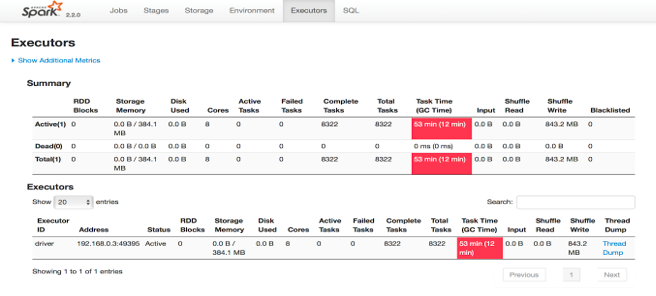 APACHE Spark 2.2.0 Jobs Stages Storage Environment Executors SQL
Executors
Show Additional Metrics
Summary
RDD Blocks Storage Memory Disk Used Cores Active Tasks Failed Tasks Complete Tasks Total Tasks Task Time (GC Time) Input Shuffle Read Shuffle Write Blacklisted
Active(1) 0 0.0 B / 384.1 MB 0.0 B 8 0 0 8322 8322 53 min (12 min) 0.0 B 0.0 B 843.2 MB 0
Dead(0) 0 0.0 B / 0.0 B 0.0 B 0 0 0 0 0 0 ms (0 ms) 0.0 B 0.0 B 0.0 B 0
Total(1) 0 0.0 B / 384.1 MB 0.0 B 8 0 0 8322 8322 53 min (12 min) 0.0 B 0.0 B 843.2 MB 0
Executors
Show 20 entries Search:
Executor ID Address Status RDD Blocks Storage Memory Disk Used Cores Active Tasks Failed Tasks Complete Tasks Total Tasks Task Time (GC Time) Input Shuffle Read Shuffle Write Thread Dump
driver 192.168.0.3:49395 Active 0 0.0 B / 384.1 MB 0.0 B 8 0 0 8322 8322 53 min (12 min) 0.0 B 0.0 B 843.2 MB Thread Dump
Showing 1 to 1 of 1 entries
Previous 1 Next